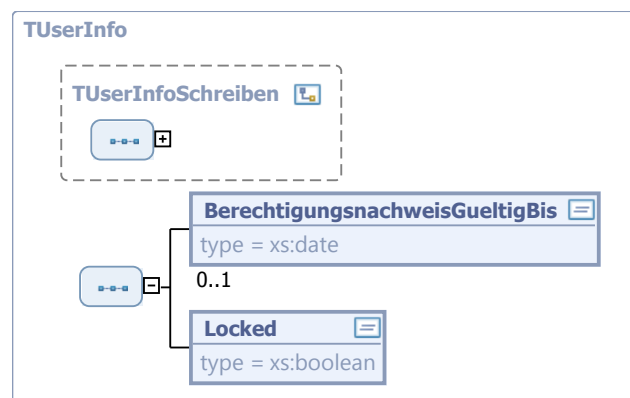 TUserInfo
TUserInfoSchreiben
BerechtigungsnachweisGueltigBis
type = xs:date
0..1
Locked
type = xs:boolean